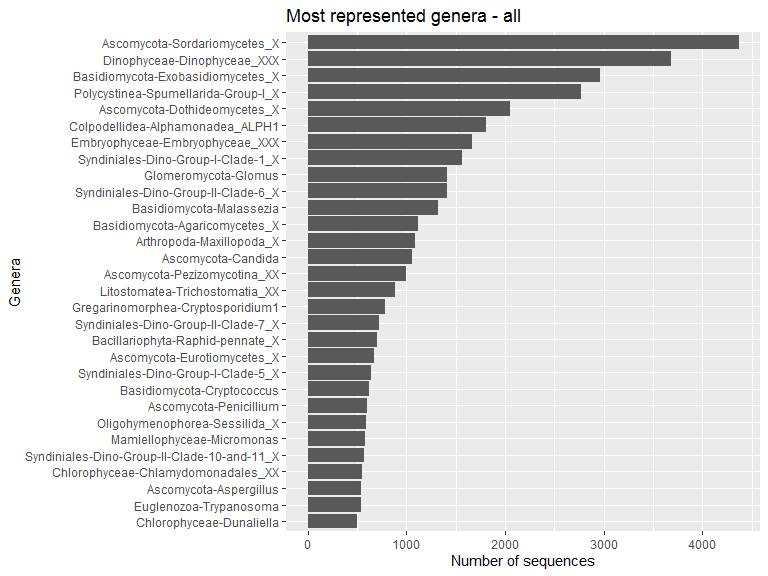 Most represented genera - all
Ascomycota-Sordariomycetes_X
Dinophyceae-Dinophyceae_XXX
Basidiomycota-Exobasidiomycetes_X
Polycystinea-Spumellarida-Group-I_X
Ascomycota-Dothideomycetes_X
Colpodellidea-Alphamonadea_ALPH1
Embryophyceae-Embryophyceae_XXX
Syndiniales-Dino-Group-I-Clade-1_X
Glomeromycota-Glomus
Syndiniales-Dino-Group-II-Clade-6_X
Basidiomycota-Malassezia
Basidiomycota-Agaricomycetes_X
Arthropoda-Maxillopoda_X
Ascomycota-Candida
Ascomycota-Pezizomycotina_XX
Litostomatea-Trichostomatia_XX
Gregarinomorphea-Cryptosporidium1
Syndiniales-Dino-Group-II-Clade-7_X
Bacillariophyta-Raphid-pennate_X
Ascomycota-Eurotiomycetes_X
Syndiniales-Dino-Group-I-Clade-5_X
Basidiomycota-Cryptococcus
Ascomycota-Penicillium
Oligohymenophorea-Sessilida_X
Mamiellophyceae-Micromonas
Syndiniales-Dino-Group-II-Clade-10-and-11_X
Chlorophyceae-Chlamydomonadales_XX
Ascomycota-Aspergillus
Euglenozoa-Trypanosoma
Chlorophyceae-Dunaliella
Genera
0 1000 2000 3000 4000
Number of sequences